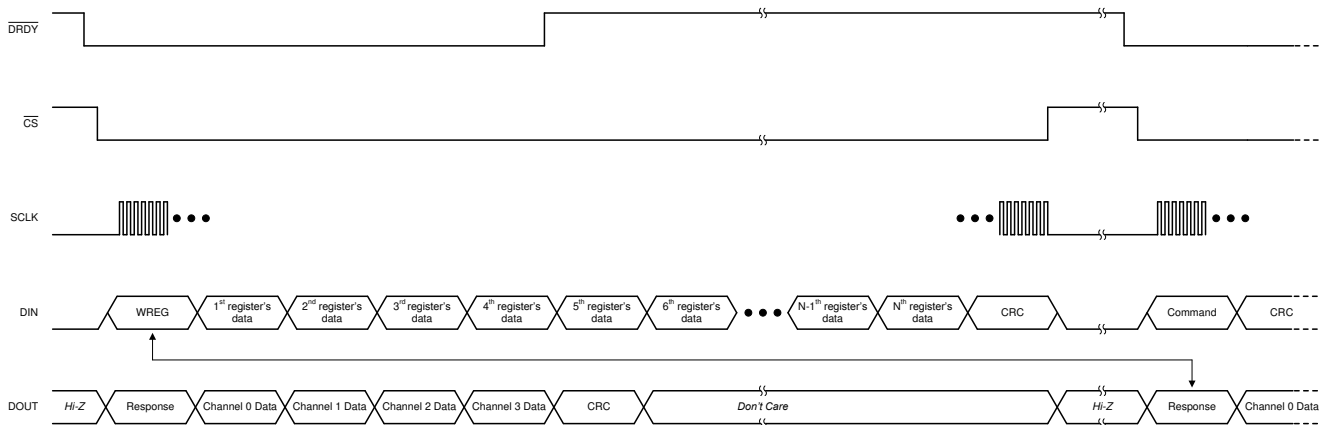 DRDY
CS
SCLK
DIN
WREG
1st register's
data
2nd register's
data
3rd register's
data
4th register's
data
5th register's
data
6th register's
data
N-1th register's
data
Nth register's
data
CRC
Command
CRC
DOUT
Hi-Z
Response
Channel 0 Data
Channel 1 Data
Channel 2 Data
Channel 3 Data
CRC
Don't Care
Hi-Z
Response
Channel 0 Data